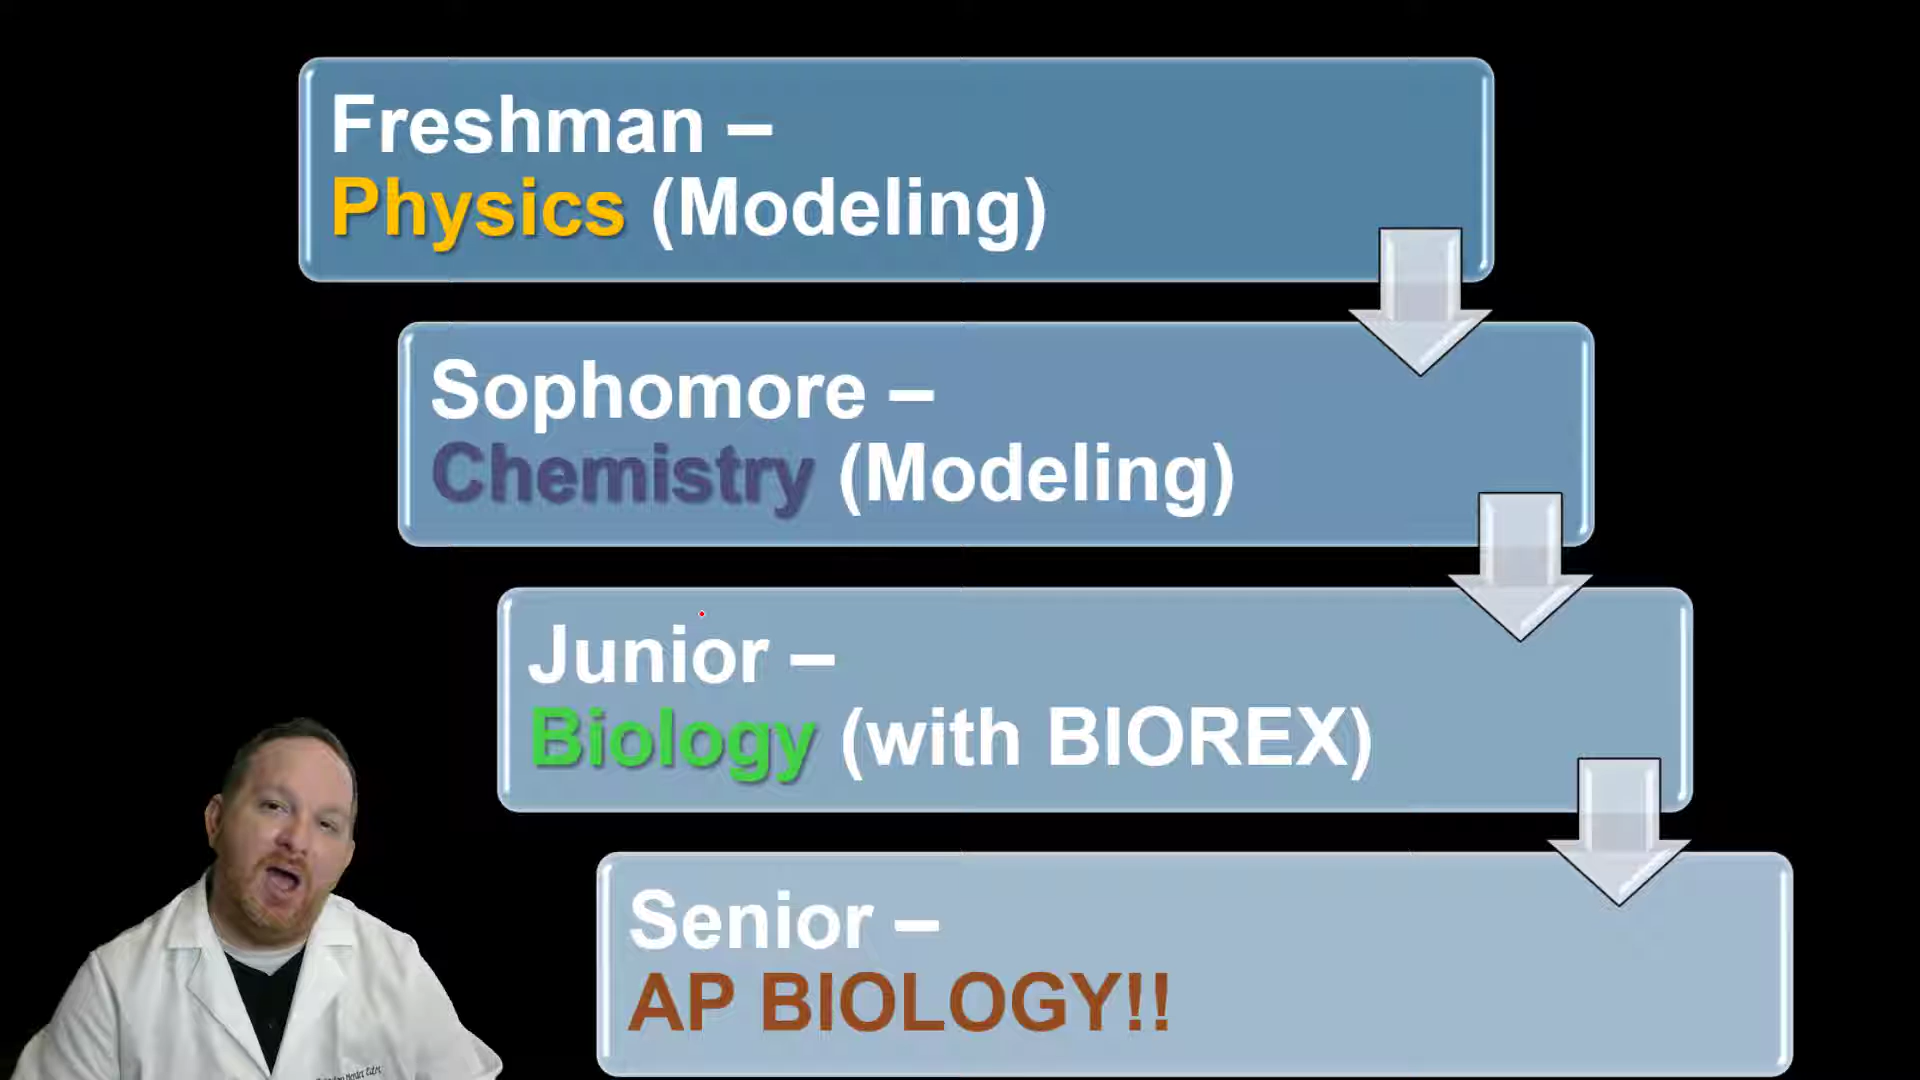 Freshman –
Physics (Modeling)
Sophomore –
Chemistry (Modeling)
Junior –
Biology (with BIOREX)
Senior –
AP BIOLOGY!!